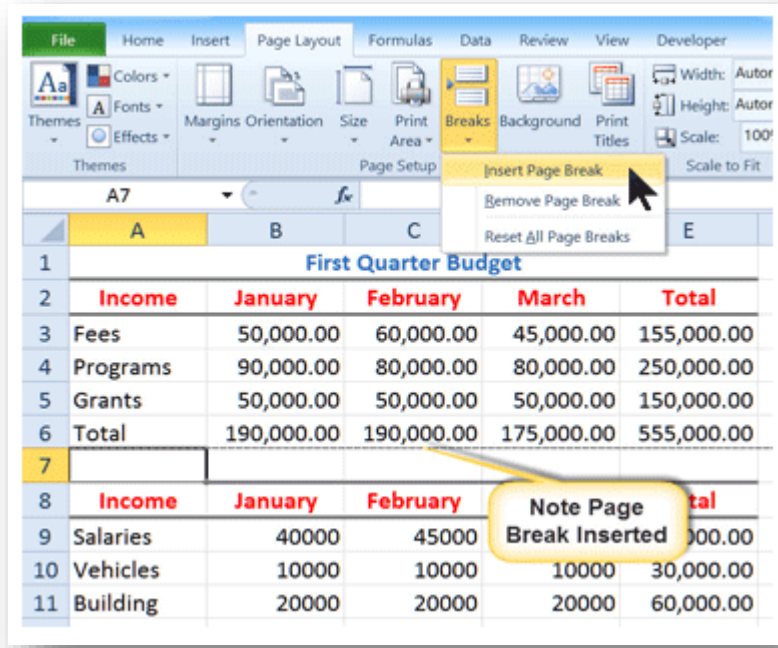 File Home Insert Page Layout Formulas Data Review View Developer
Aa Colors Width: Autor
A Fonts Height: Autor
Themes Effects Margins Orientation Size Print Area Breaks Background Print Titles Scale: 100%
Themes Page Setup Scale to Fit
Insert Page Break
Remove Page Break
Reset All Page Breaks
A7 fx
A B C E
1 First Quarter Budget
2 Income January February March Total
3 Fees 50,000.00 60,000.00 45,000.00 155,000.00
4 Programs 90,000.00 80,000.00 80,000.00 250,000.00
5 Grants 50,000.00 50,000.00 50,000.00 150,000.00
6 Total 190,000.00 190,000.00 175,000.00 555,000.00
7
8 Income January February tal
Note Page
Break Inserted
9 Salaries 40000 45000 000.00
10 Vehicles 10000 10000 10000 30,000.00
11 Building 20000 20000 20000 60,000.00